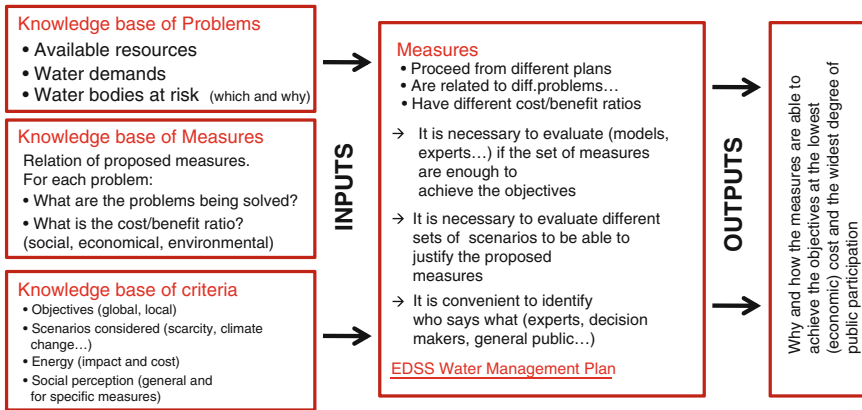 Knowledge base of Problems
• Available resources
• Water demands
• Water bodies at risk (which and why)
Knowledge base of Measures
Relation of proposed measures.
For each problem:
• What are the problems being solved?
• What is the cost/benefit ratio?
(social, economical, environmental)
Knowledge base of criteria
• Objectives (global, local)
• Scenarios considered (scarcity, climate
change...)
• Energy (impact and cost)
• Social perception (general and
for specific measures)
INPUTS
Measures
• Proceed from different plans
• Are related to diff.problems...
• Have different cost/benefit ratios
→ It is necessary to evaluate (models,
experts...) if the set of measures
are enough to
achieve the objectives
→ It is necessary to evaluate different
sets of scenarios to be able to
justify the proposed
measures
→ It is convenient to identify
who says what (experts, decision
makers, general public...)
EDSS Water Management Plan
OUTPUTS
Why and how the measures are able to
achieve the objectives at the lowest
(economic) cost and the widest degree of
public participation